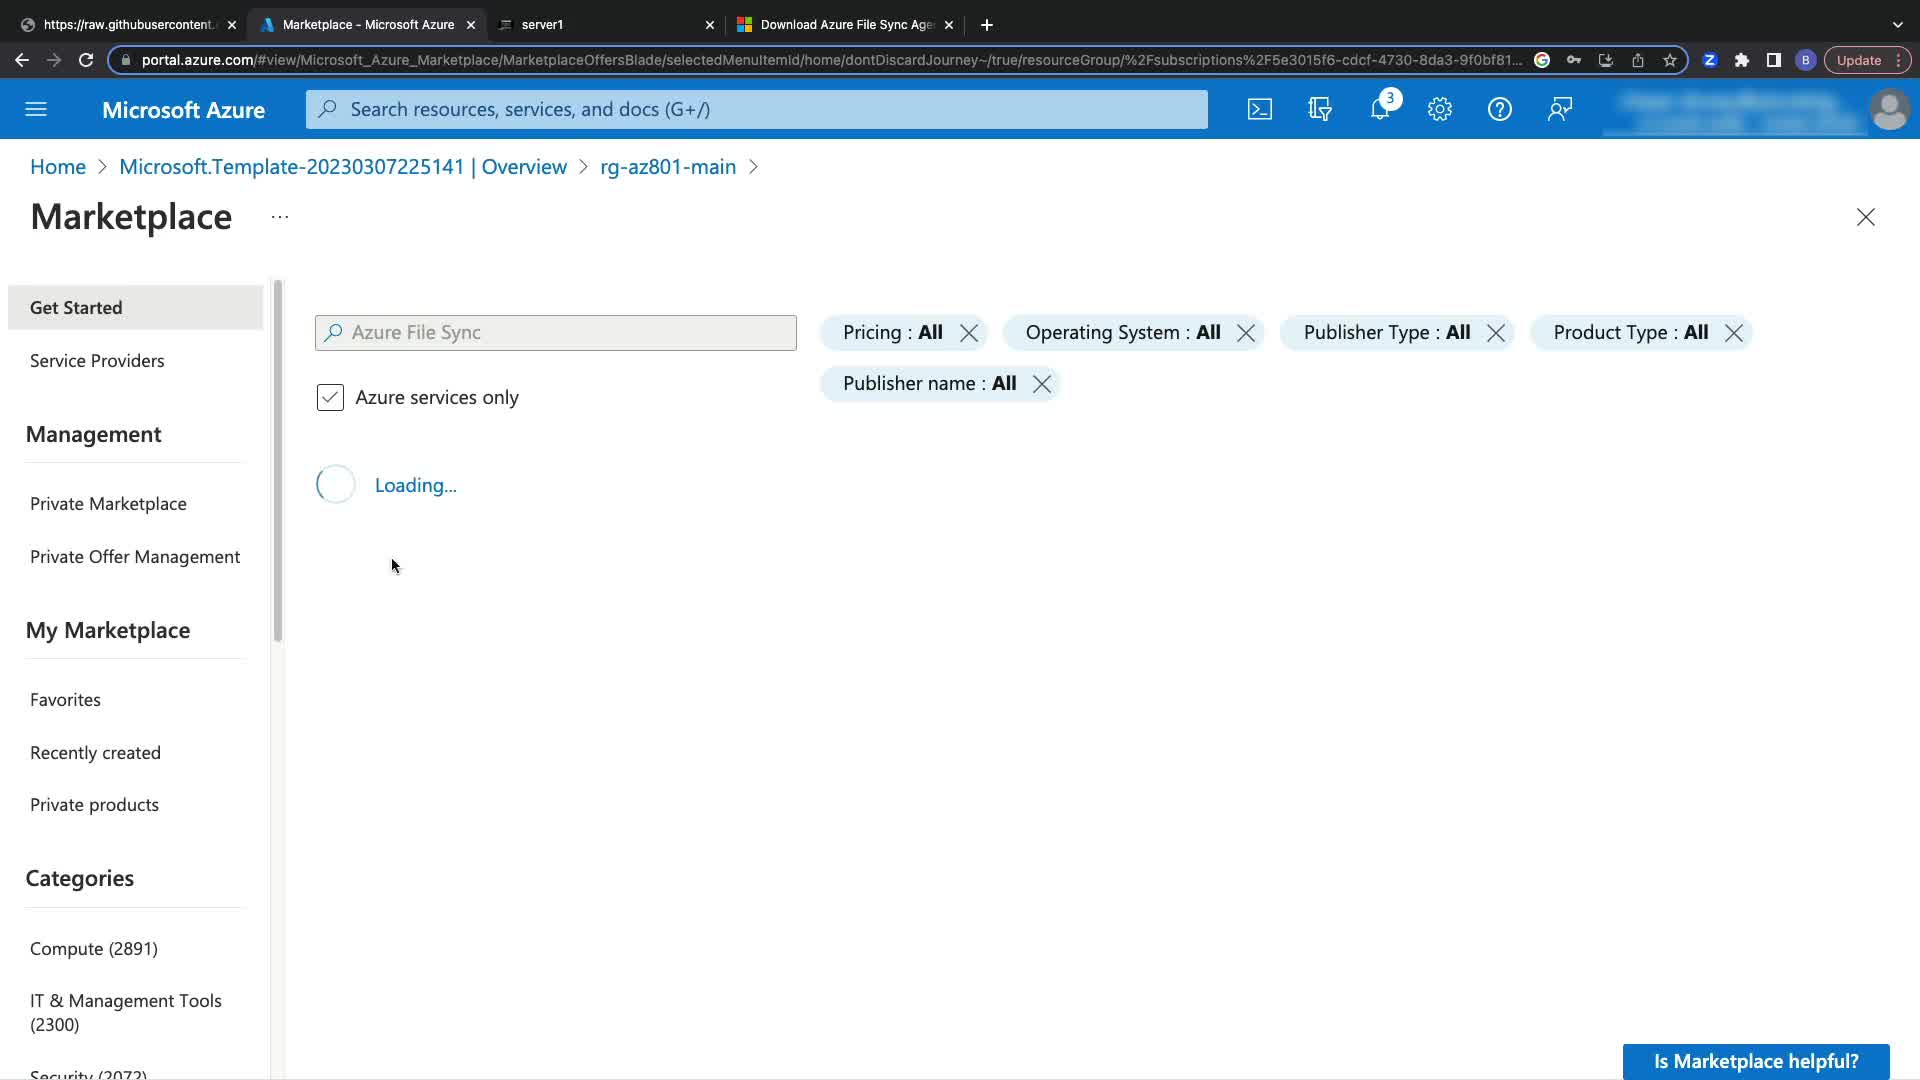 https://raw.githubusercontent.
Marketplace - Microsoft Azure
server1
Download Azure File Sync Age
portal.azure.com/#view/Microsoft_Azure_Marketplace/MarketplaceOffersBlade/selectedMenuItemId/home/dontDiscardJourney~/true/resourceGroup/%2Fsubscriptions%2F5e3015f6-cdcf-4730-8da3-9f0bf81...
Z
B
Update
Microsoft Azure
Search resources, services, and docs (G+/)
3
Home > Microsoft.Template-20230307225141 | Overview > rg-az801-main >
Marketplace ...
Get Started
Service Providers
Management
Private Marketplace
Private Offer Management
My Marketplace
Favorites
Recently created
Private products
Categories
Compute (2891)
IT & Management Tools
(2300)
Security (2072)
Azure File Sync
Pricing : All
Operating System : All
Publisher Type : All
Product Type : All
Azure services only
Publisher name : All
Loading...
Is Marketplace helpful?